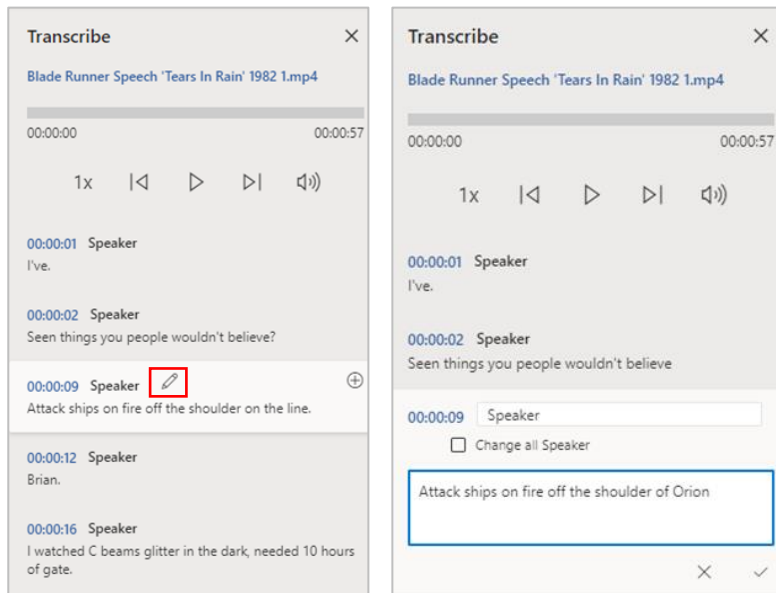 Transcribe
Blade Runner Speech 'Tears In Rain' 1982 1.mp4
00:00:00 00:00:57
1x
00:00:01 Speaker
I've.
00:00:02 Speaker
Seen things you people wouldn't believe?
00:00:09 Speaker
Attack ships on fire off the shoulder on the line.
00:00:12 Speaker
Brian.
00:00:16 Speaker
I watched C beams glitter in the dark, needed 10 hours
of gate.
Transcribe
Blade Runner Speech 'Tears In Rain' 1982 1.mp4
00:00:00 00:00:57
1x
00:00:01 Speaker
I've.
00:00:02 Speaker
Seen things you people wouldn't believe
00:00:09 Speaker
Change all Speaker
Attack ships on fire off the shoulder of Orion